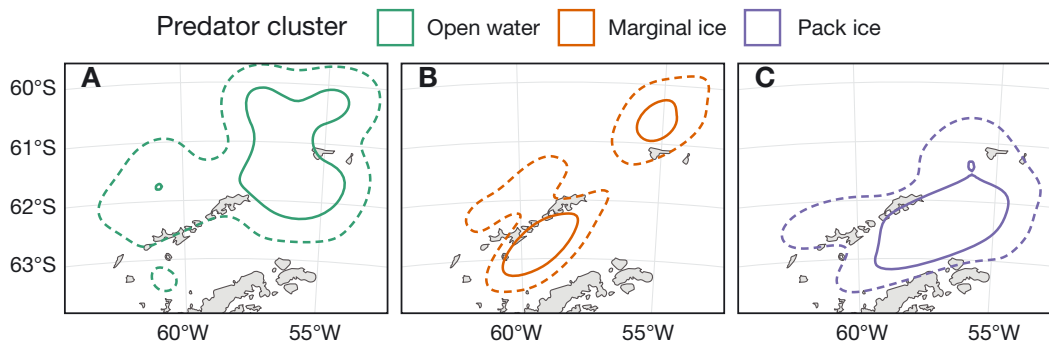 Predator cluster Open water Marginal ice Pack ice
A B C
60°S
61°S
62°S
63°S
60°W 55°W 60°W 55°W 60°W 55°W